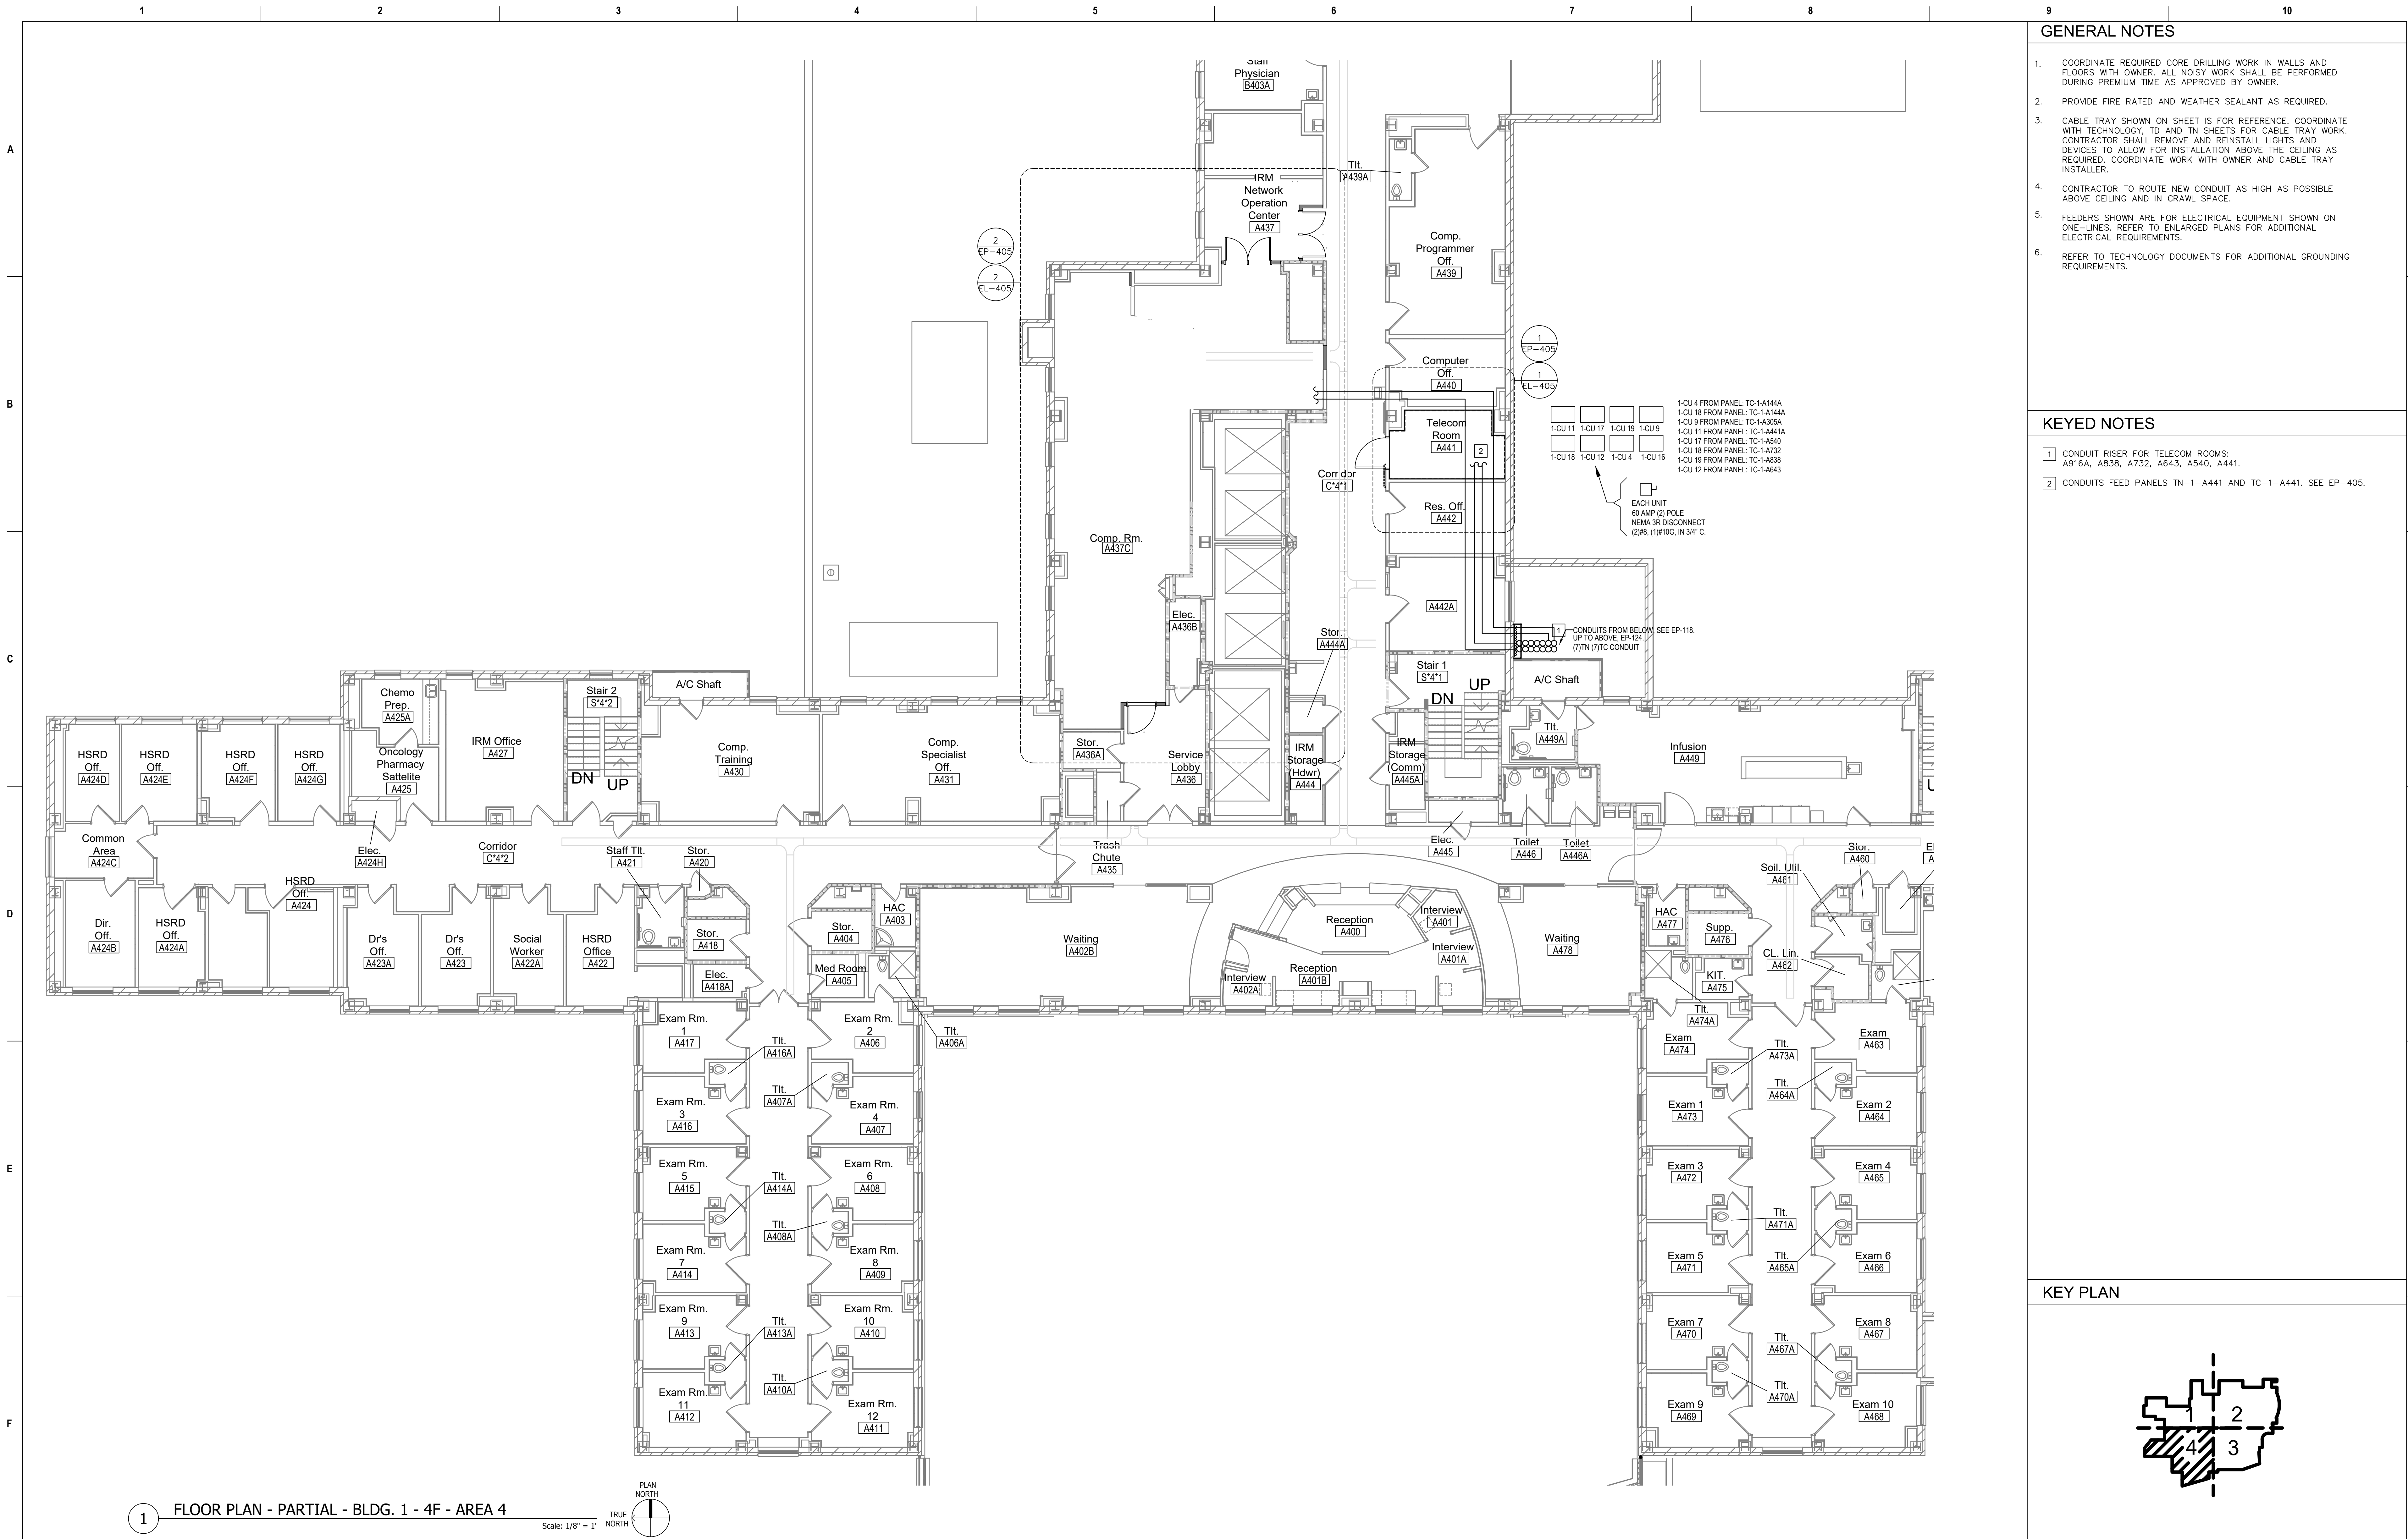 1 2 3 4 5 6 7 8 9 10
A
B
C
D
E
F
GENERAL NOTES
1. COORDINATE REQUIRED CORE DRILLING WORK IN WALLS AND
FLOORS WITH OWNER. ALL NOISY WORK SHALL BE PERFORMED
DURING PREMIUM TIME AS APPROVED BY OWNER.
2. PROVIDE FIRE RATED AND WEATHER SEALANT AS REQUIRED.
3. CABLE TRAY SHOWN ON SHEET IS FOR REFERENCE. COORDINATE
WITH TECHNOLOGY, TD AND TN SHEETS FOR CABLE TRAY WORK.
CONTRACTOR SHALL REMOVE AND REINSTALL LIGHTS AND
DEVICES TO ALLOW FOR INSTALLATION ABOVE THE CEILING AS
REQUIRED. COORDINATE WORK WITH OWNER AND CABLE TRAY
INSTALLER.
4. CONTRACTOR TO ROUTE NEW CONDUIT AS HIGH AS POSSIBLE
ABOVE CEILING AND IN CRAWL SPACE.
5. FEEDERS SHOWN ARE FOR ELECTRICAL EQUIPMENT SHOWN ON
ONE-LINES. REFER TO ENLARGED PLANS FOR ADDITIONAL
ELECTRICAL REQUIREMENTS.
6. REFER TO TECHNOLOGY DOCUMENTS FOR ADDITIONAL GROUNDING
REQUIREMENTS.
KEYED NOTES
1 CONDUIT RISER FOR TELECOM ROOMS:
A916A, A838, A732, A643, A540, A441.
2 CONDUITS FEED PANELS TN-1-A441 AND TC-1-A441. SEE EP-405.
KEY PLAN
1 2
4 3
Staff
Physician
B403A
IRM
Network
Operation
Center
A437
Tlt.
A439A
Comp.
Programmer
Off.
A439
2
EP-405
2
EL-405
1
EP-405
1
EL-405
Computer
Off.
A440
Telecom
Room
A441
2
Corridor
C*4*1
Res. Off.
A442
1-CU 11 1-CU 17 1-CU 19 1-CU 9
1-CU 18 1-CU 12 1-CU 4 1-CU 16
1-CU 4 FROM PANEL: TC-1-A144A
1-CU 18 FROM PANEL: TC-1-A144A
1-CU 9 FROM PANEL: TC-1-A305A
1-CU 11 FROM PANEL: TC-1-A441A
1-CU 17 FROM PANEL: TC-1-A540
1-CU 18 FROM PANEL: TC-1-A732
1-CU 19 FROM PANEL: TC-1-A838
1-CU 12 FROM PANEL: TC-1-A643
EACH UNIT
60 AMP (2) POLE
NEMA 3R DISCONNECT
(2)#8, (1)#10G, IN 3/4" C.
Comp. Rm.
A437C
Elec.
A436B
A442A
1
CONDUITS FROM BELOW, SEE EP-118.
UP TO ABOVE, EP-124.
(7)TN (7)TC CONDUIT
Stor.
A444A
Stair 1
S*4*1
DN UP
A/C Shaft
Chemo
Prep.
A425A
Stair 2
S*4*2
A/C Shaft
HSRD
Off.
A424D
HSRD
Off.
A424E
HSRD
Off.
A424F
HSRD
Off.
A424G
Oncology
Pharmacy
Sattelite
A425
IRM Office
A427
DN UP
Comp.
Training
A430
Comp.
Specialist
Off.
A431
Stor.
A436A
Service
Lobby
A436
IRM
Storage
(Hdwr)
A444
IRM
Storage
(Comm)
A445A
Tlt.
A449A
Infusion
A449
Common
Area
A424C
Elec.
A424H
Corridor
C*4*2
Staff Tlt.
A421
Stor.
A420
Trash
Chute
A435
Elec.
A445
Toilet
A446
Toilet
A446A
Stor.
A460
Soil. Util.
A461
HSRD
Off.
A424
Dir.
Off.
A424B
HSRD
Off.
A424A
Dr's
Off.
A423A
Dr's
Off.
A423
Social
Worker
A422A
HSRD
Office
A422
Stor.
A418
Elec.
A418A
Stor.
A404
HAC
A403
Med Room
A405
Waiting
A402B
Reception
A400
Interview
A401
Interview
A401A
Interview
A402A
Reception
A401B
Waiting
A478
HAC
A477
Supp.
A476
KIT.
A475
CL. Lin.
A462
Exam Rm.
1
A417
Tlt.
A416A
Exam Rm.
2
A406
Tlt.
A406A
Exam Rm.
3
A416
Tlt.
A407A
Exam Rm.
4
A407
Exam Rm.
5
A415
Tlt.
A414A
Exam Rm.
6
A408
Tlt.
A408A
Exam Rm.
7
A414
Exam Rm.
8
A409
Exam Rm.
9
A413
Tlt.
A413A
Exam Rm.
10
A410
Tlt.
A410A
Exam Rm.
11
A412
Exam Rm.
12
A411
Tlt.
A474A
Exam
A474
Tlt.
A473A
Exam
A463
Exam 1
A473
Tlt.
A464A
Exam 2
A464
Exam 3
A472
Tlt.
A471A
Exam 4
A465
Exam 5
A471
Tlt.
A465A
Exam 6
A466
Exam 7
A470
Tlt.
A467A
Exam 8
A467
Exam 9
A469
Tlt.
A470A
Exam 10
A468
1 FLOOR PLAN - PARTIAL - BLDG. 1 - 4F - AREA 4
Scale: 1/8" = 1'
PLAN
NORTH
TRUE
NORTH